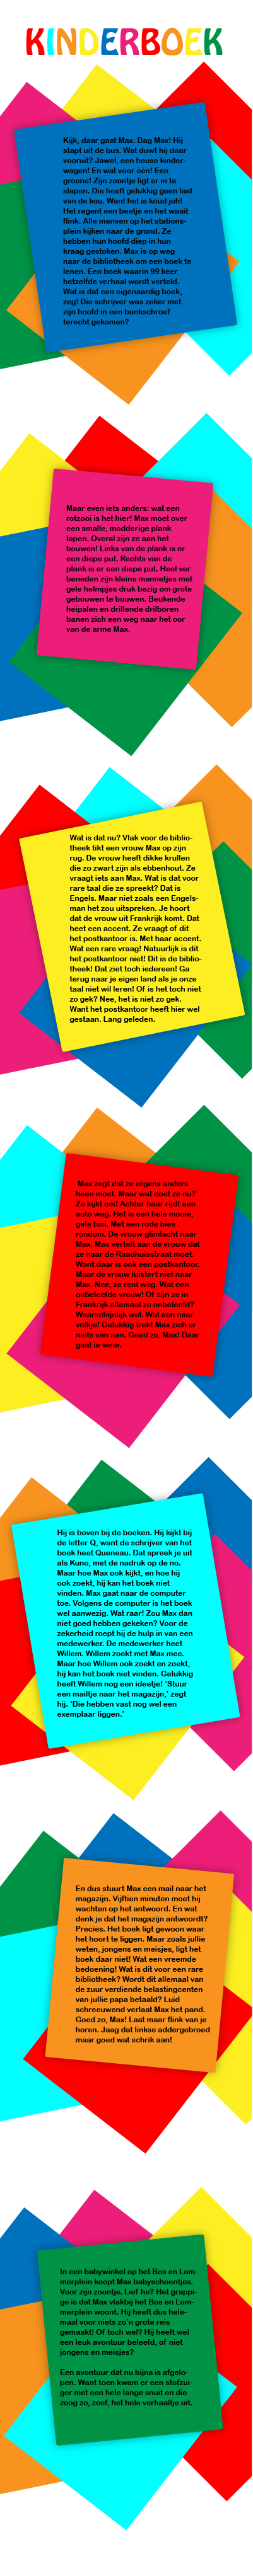 KINDERBOEK
Kijk, daar gaat Max. Dag Max! Hij
stapt uit de bus. Wat duwt hij daar
vooruit? Jawel, een heuse kinder-
wagen! En wat voor één! Een
groene! Zijn zoontje ligt er in te
slapen. Die heeft gelukkig geen last
van de kou. Want het is koud joh!
Het regent een beetje en het waait
flink. Alle mensen op het stations-
plein kijken naar de grond. Ze
hebben hun hoofd diep in hun
kraag gestoken. Max is op weg
naar de bibliotheek om een boek te
lenen. Een boek waarin 99 keer
hetzelfde verhaal wordt verteld.
Wat is dat een eigenaardig boek,
zeg! Die schrijver was zeker met
zijn hoofd in een bankschroef
terecht gekomen?
Maar even iets anders: wat een
rotzooi is het hier! Max moet over
een smalle, modderige plank
lopen. Overal zijn ze aan het
bouwen! Links van de plank is er
een diepe put. Rechts van de
plank is er een diepe put. Heel ver
beneden zijn kleine mannetjes met
gele helmpjes druk bezig om grote
gebouwen te bouwen. Beukende
heipalen en drillende drilboren
banen zich een weg naar het oor
van de arme Max.
Wat is dat nu? Vlak voor de biblio-
theek tikt een vrouw Max op zijn
rug. De vrouw heeft dikke krullen
die zo zwart zijn als ebbenhout. Ze
vraagt iets aan Max. Wat is dat voor
rare taal die ze spreekt? Dat is
Engels. Maar niet zoals een Engels-
man het zou uitspreken. Je hoort
dat de vrouw uit Frankrijk komt. Dat
heet een accent. Ze vraagt of dit
het postkantoor is. Met haar accent.
Wat een rare vraag! Natuurlijk is dit
het postkantoor niet! Dit is de biblio-
theek! Dat ziet toch iedereen! Ga
terug naar je eigen land als je onze
taal niet wil leren! Of is het toch niet
zo gek? Nee, het is niet zo gek.
Want het postkantoor heeft hier wel
gestaan. Lang geleden.
Max zegt dat ze ergens anders
heen moet. Maar wat doet ze nu?
Ze kijkt om! Achter haar rijdt een
auto weg. Het is een hele mooie,
gele taxi. Met een rode bies
rondom. De vrouw glimlacht naar
Max. Max vertelt aan de vrouw dat
ze naar de Raadhuisstraat moet.
Want daar is ook een postkantoor.
Maar de vrouw luistert niet naar
Max. Nee, ze rent weg. Wat een
onbeleefde vrouw! Of zijn ze in
Frankrijk allemaal zo onbeleefd?
Waarschijnlijk wel. Wat een naar
volkje! Gelukkig trekt Max zich er
niets van aan. Goed zo, Max! Daar
gaat ie weer.
Hij is boven bij de boeken. Hij kijkt bij
de letter Q, want de schrijver van het
boek heet Queneau. Dat spreek je uit
als Kuno, met de nadruk op de no.
Maar hoe Max ook kijkt, en hoe hij
ook zoekt, hij kan het boek niet
vinden. Max gaat naar de computer
toe. Volgens de computer is het boek
wel aanwezig. Wat raar! Zou Max dan
niet goed hebben gekeken? Voor de
zekerheid roept hij de hulp in van een
medewerker. De medewerker heet
Willem. Willem zoekt met Max mee.
Maar hoe Willem ook zoekt en zoekt,
hij kan het boek niet vinden. Gelukkig
heeft Willem nog een ideetje! 'Stuur
een mailtje naar het magazijn,' zegt
hij. 'Die hebben vast nog wel een
exemplaar liggen.'
En dus stuurt Max een mail naar het
magazijn. Vijftien minuten moet hij
wachten op het antwoord. En wat
denk je dat het magazijn antwoordt?
Precies. Het boek ligt gewoon waar
het hoort te liggen. Maar zoals jullie
weten, jongens en meisjes, ligt het
boek daar niet! Wat een vreemde
bedoening! Wat is dit voor een rare
bibliotheek? Wordt dit allemaal van
de zuur verdiende belastingcenten
van jullie papa betaald? Luid
schreeuwend verlaat Max het pand.
Goed zo, Max! Laat maar flink van je
horen. Jaag dat linkse addergebroed
maar goed wat schrik aan!
In een babywinkel op het Bos en Lom-
merplein koopt Max babyschoentjes.
Voor zijn zoontje. Lief he? Het grappi-
ge is dat Max vlakbij het Bos en Lom-
merplein woont. Hij heeft dus hele-
maal voor niets zo'n grote reis
gemaakt! Of toch wel? Hij heeft wel
een leuk avontuur beleefd, of niet
jongens en meisjes?
Een avontuur dat nu bijna is afgelo-
pen. Want toen kwam er een stofzui-
ger met een hele lange snuit en die
zoog zo, zoef, het hele verhaaltje uit.